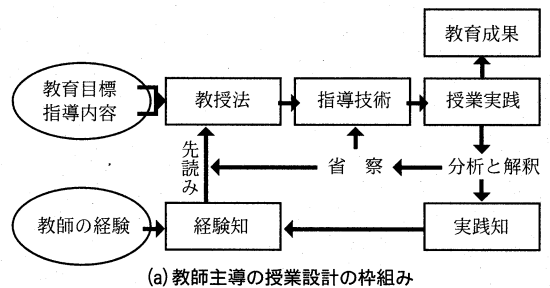 教育成果
教育目標
指導内容
教授法
指導技術
授業実践
先読み
省 察
分析と解釈
教師の経験
経験知
実践知
(a)教師主導の授業設計の枠組み